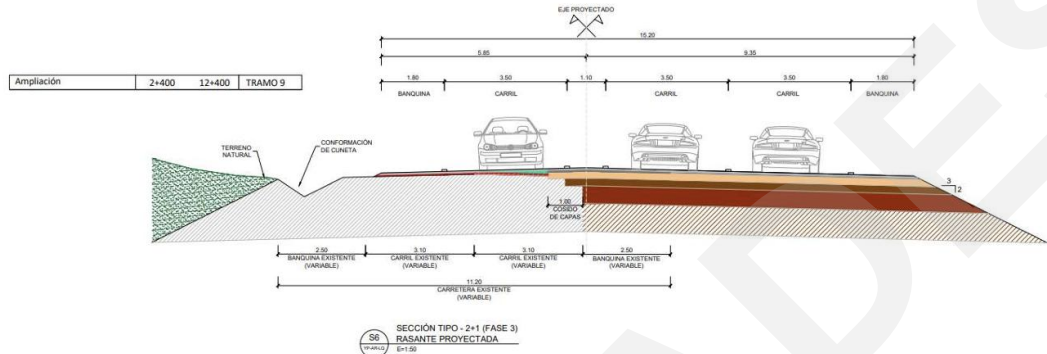 EJE PROYECTADO
15.20
5.85 9.35
Ampliación 2+400 12+400 TRAMO 9
1.80 3.50 1.10 3.50 3.50 1.80
BANQUINA CARRIL CARRIL CARRIL BANQUINA
TERRENO
NATURAL
CONFORMACIÓN
DE CUNETA
3
2
1.00
COSIDO
DE CAPAS
2.50 3.10 3.10 2.50
BANQUINA EXISTENTE
(VARIABLE)
CARRIL EXISTENTE
(VARIABLE)
CARRIL EXISTENTE
(VARIABLE)
BANQUINA EXISTENTE
(VARIABLE)
11.20
CARRETERA EXISTENTE
(VARIABLE)
S6
SECCIÓN TIPO - 2+1 (FASE 3)
RASANTE PROYECTADA
E=1:50